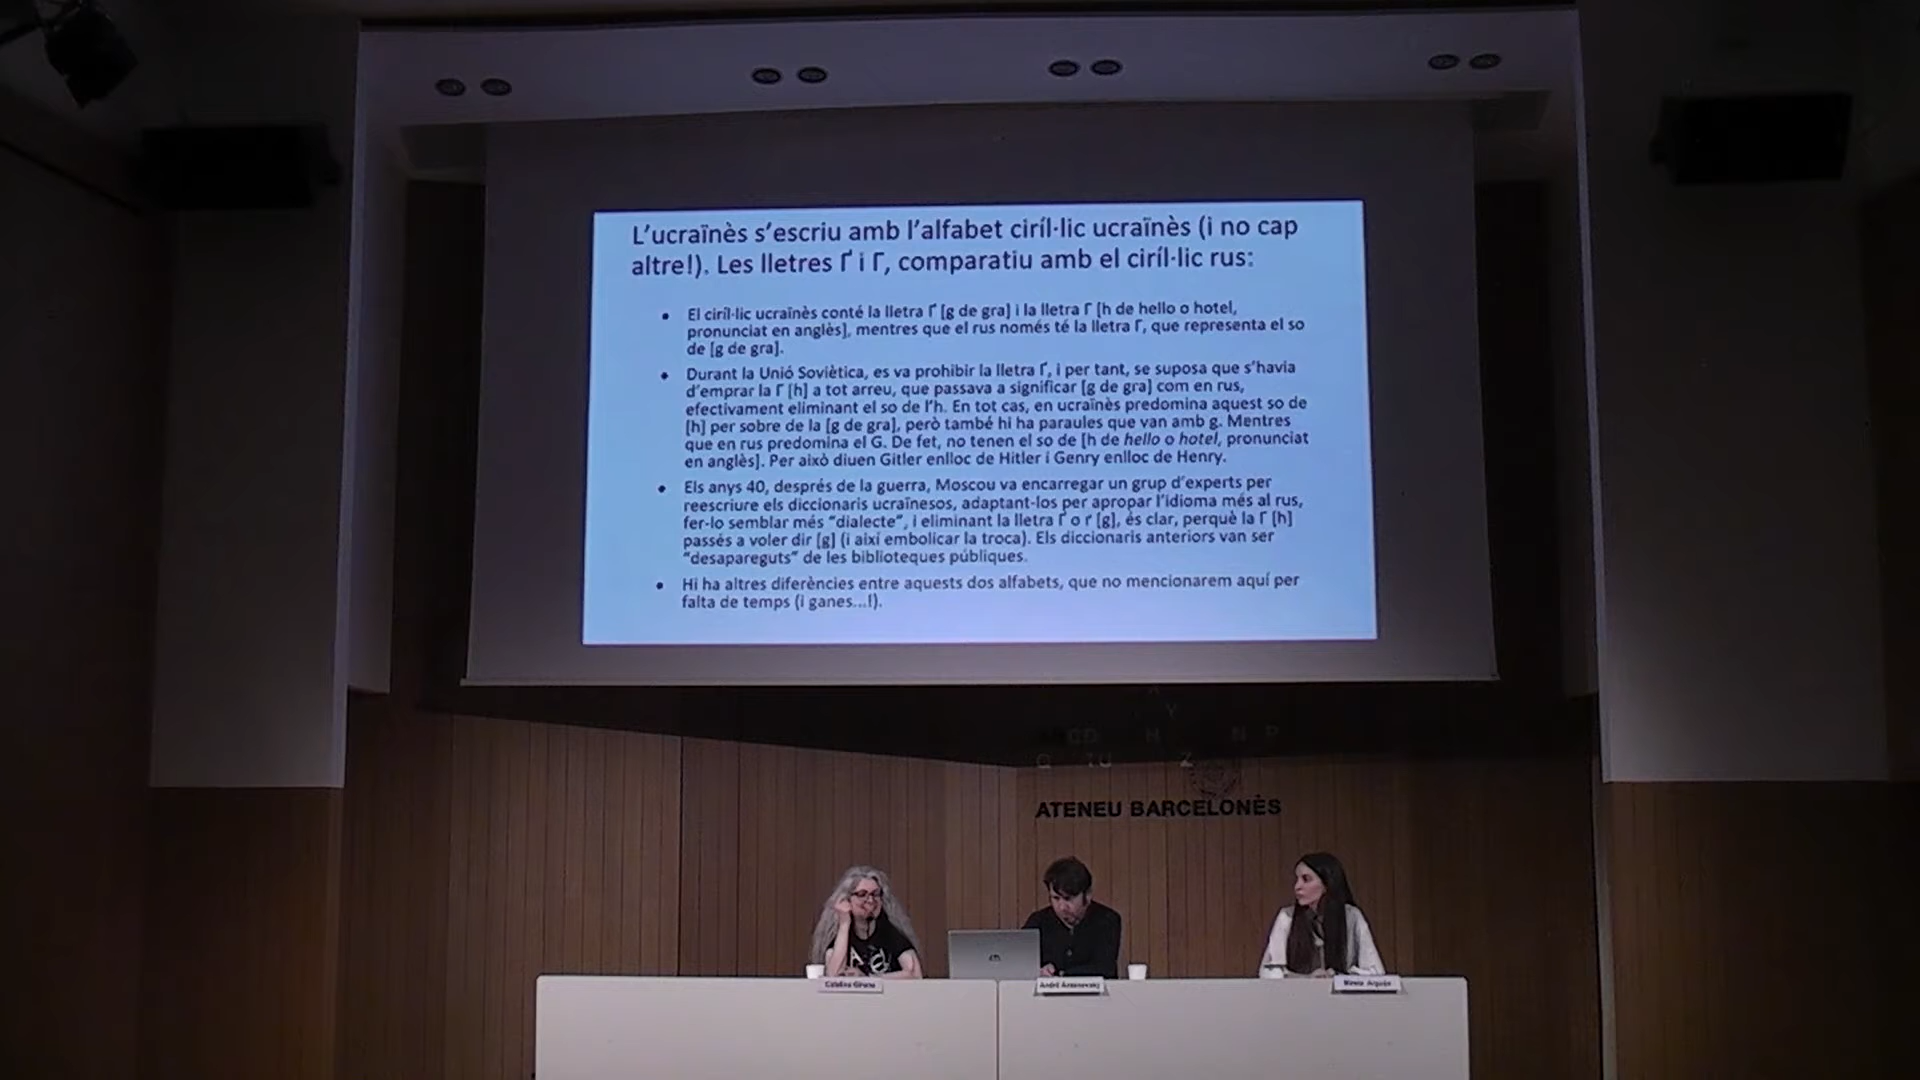 L'ucraïnès s'escriu amb l'alfabet ciríl·lic ucraïnès (i no cap
altre!). Les lletres Ґ i Г, comparatiu amb el ciríl·lic rus:
• El ciríl·lic ucraïnès conté la lletra Ґ [g de gra] i la lletra Г [h de hello o hotel,
pronunciat en anglès], mentres que el rus només té la lletra Г, que representa el so
de [g de gra].
• Durant la Unió Soviètica, es va prohibir la lletra Ґ, i per tant, se suposa que s'havia
d'emprar la Г [h] a tot arreu, que passava a significar [g de gra] com en rus,
efectivament eliminant el so de l'h. En tot cas, en ucraïnès predomina aquest so de
[h] per sobre de la [g de gra], però també hi ha paraules que van amb g. Mentres
que en rus predomina el G. De fet, no tenen el so de [h de hello o hotel, pronunciat
en anglès]. Per això diuen Gitler enlloc de Hitler i Genry enlloc de Henry.
• Els anys 40, després de la guerra, Moscou va encarregar un grup d'experts per
reescriure els diccionaris ucraïnesos, adaptant-los per apropar l'idioma més al rus,
fer-lo semblar més "dialecte", i eliminant la lletra Ґ o ґ [g], és clar, perquè la Г [h]
passés a voler dir [g] (i així embolicar la troca). Els diccionaris anteriors van ser
"desapareguts" de les biblioteques públiques.
• Hi ha altres diferències entre aquests dos alfabets, que no mencionarem aquí per
falta de temps (i ganes...!).
ATENEU BARCELONÈS
Catalina Girona
Andrii Antonovskyi
Mireia Arqués